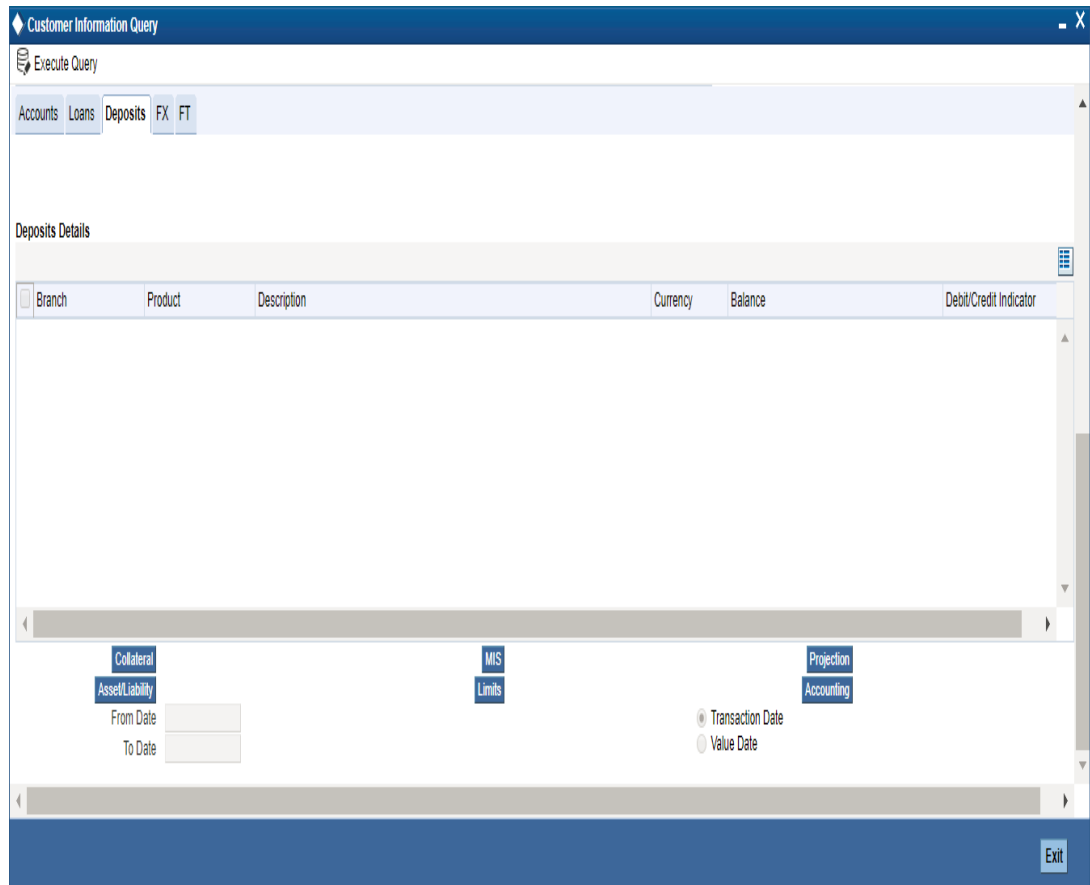 Customer Information Query
Execute Query
Accounts Loans Deposits FX FT
Deposits Details
Branch Product Description Currency Balance Debit/Credit Indicator
Collateral MIS Projection
Asset/Liability Limits Accounting
From Date Transaction Date
To Date Value Date
Exit